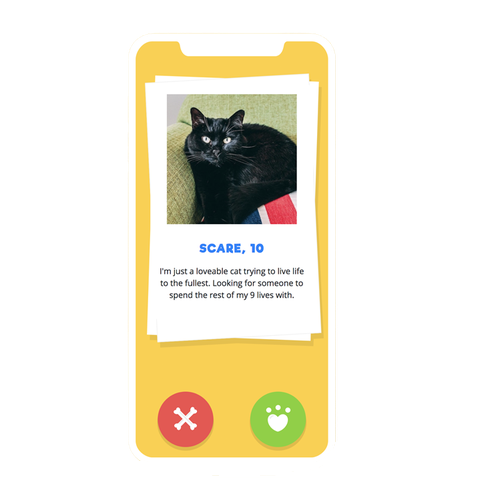 SCARE, 10
I'm just a loveable cat trying to live life
to the fullest. Looking for someone to
spend the rest of my 9 lives with.